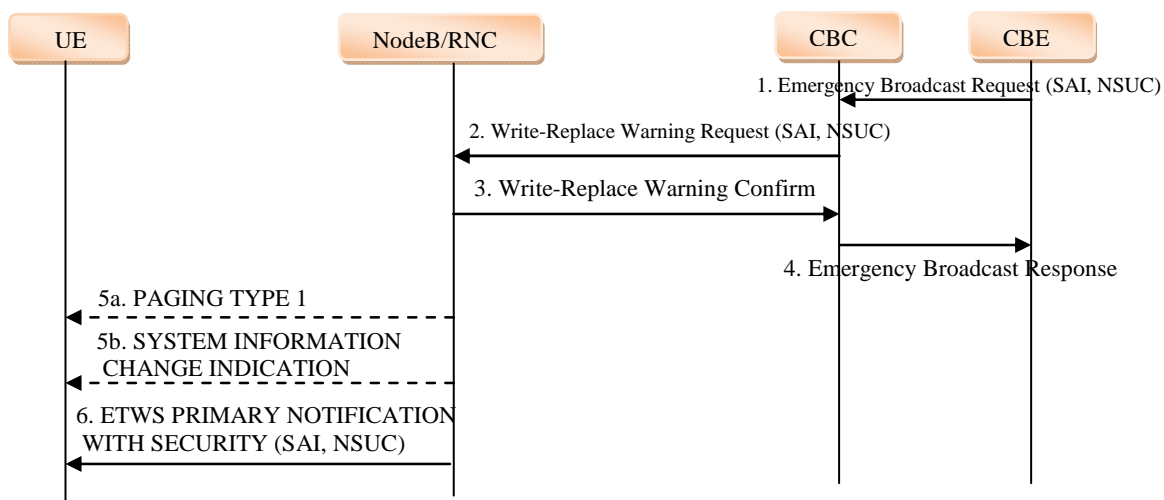 UE
NodeB/RNC
CBC
CBE
1. Emergency Broadcast Request (SAI, NSUC)
2. Write-Replace Warning Request (SAI, NSUC)
3. Write-Replace Warning Confirm
4. Emergency Broadcast Response
5a. PAGING TYPE 1
5b. SYSTEM INFORMATION
CHANGE INDICATION
6. ETWS PRIMARY NOTIFICATION
WITH SECURITY (SAI, NSUC)